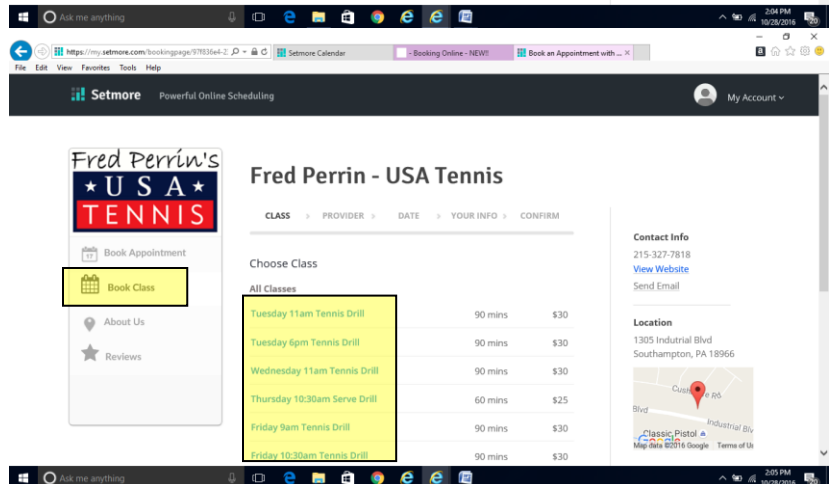 Ask me anything
2:04 PM
10/28/2016
https://my.setmore.com/bookingpage/97f836e4-2
Setmore Calendar
- Booking Online - NEW!!
Book an Appointment with ...
File Edit View Favorites Tools Help
Setmore Powerful Online Scheduling
My Account
Fred Perrin's
USA
TENNIS
Book Appointment
Book Class
About Us
Reviews
Fred Perrin - USA Tennis
CLASS > PROVIDER > DATE > YOUR INFO > CONFIRM
Choose Class
All Classes
Tuesday 11am Tennis Drill 90 mins $30
Tuesday 6pm Tennis Drill 90 mins $30
Wednesday 11am Tennis Drill 90 mins $30
Thursday 10:30am Serve Drill 60 mins $25
Friday 9am Tennis Drill 90 mins $30
Friday 10:30am Tennis Drill 90 mins $30
Contact Info
215-327-7818
View Website
Send Email
Location
1305 Indutrial Blvd
Southampton, PA 18966
Blvd
Industrial Blv
Classic Pistol
Google
Map data ©2016 Google Terms of Us
Ask me anything
2:05 PM
10/28/2016